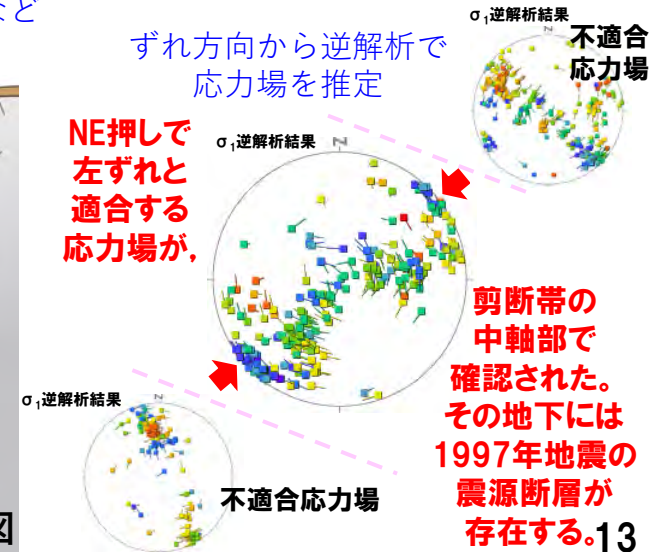 など
ずれ方向から逆解析で
応力場を推定
σ1逆解析結果
不適合
応力場
N
NE押しで
左ずれと
適合する
応力場が,
σ1逆解析結果
N
剪断帯の
中軸部で
確認された。
その地下には
1997年地震の
震源断層が
存在する。
σ1逆解析結果
N
不適合応力場
図
13